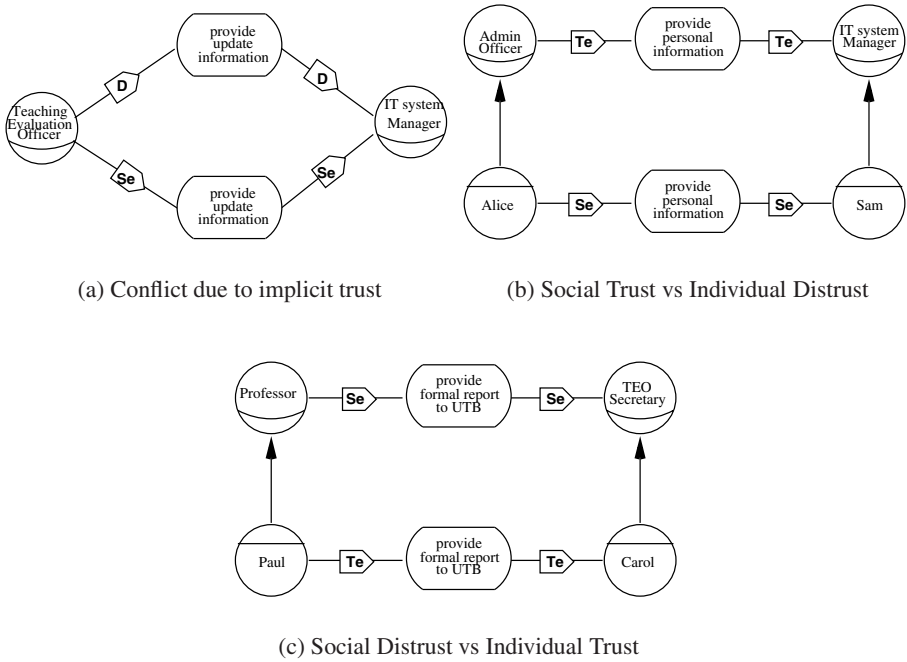 provide
update
information
D
D
Teaching
Evaluation
Officer
IT system
Manager
Se
Se
provide
update
information
(a) Conflict due to implicit trust
Admin
Officer
Te
provide
personal
information
Te
IT system
Manager
Alice
Se
provide
personal
information
Se
Sam
(b) Social Trust vs Individual Distrust
Professor
Se
provide
formal report
to UTB
Se
TEO
Secretary
Paul
Te
provide
formal report
to UTB
Te
Carol
(c) Social Distrust vs Individual Trust